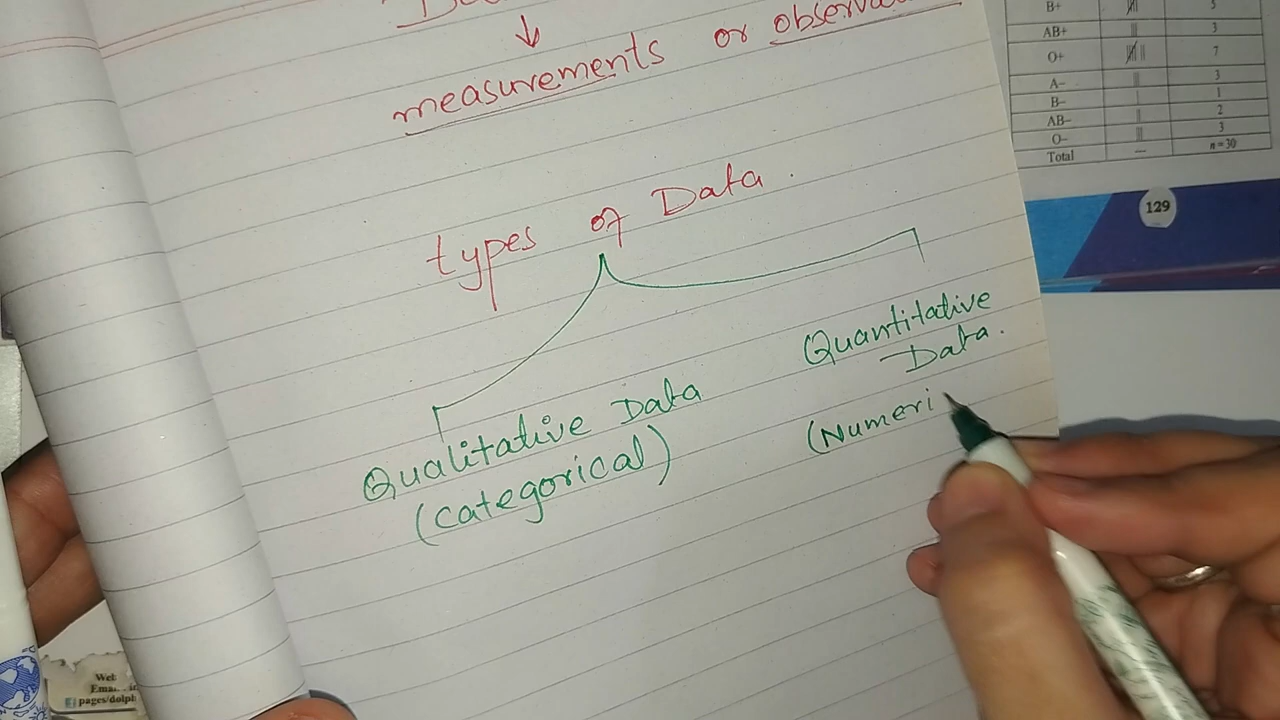 measurements or
types of Data.
Qualitative Data
(categorical)
Quantitative
Data.
(Numeri
B+ 5
AB+ 3
O+ 7
A- 3
B- 1
AB- 2
O- 3
Total — n = 30
129